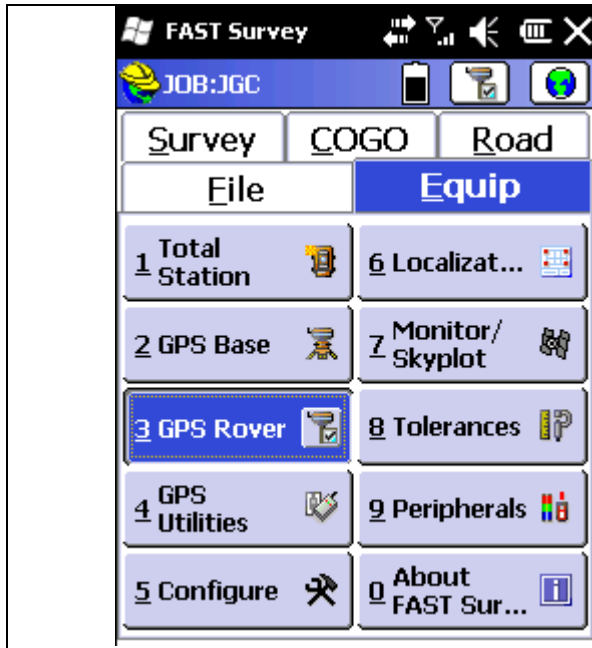 FAST Survey
JOB:JGC
Survey COGO Road
File Equip
1 Total Station
6 Localizat...
2 GPS Base
7 Monitor/ Skyplot
3 GPS Rover
8 Tolerances
4 GPS Utilities
9 Peripherals
5 Configure
0 About FAST Sur...